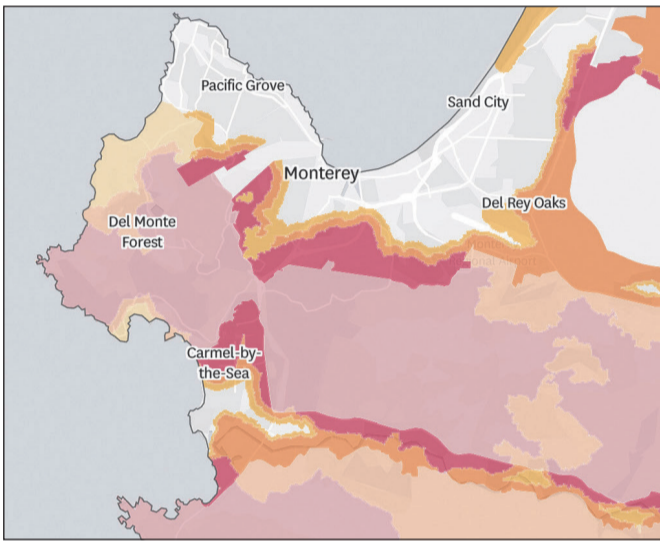 Pacific Grove
Sand City
Monterey
Del Rey Oaks
Del Monte
Forest
Carmel-by-
the-Sea